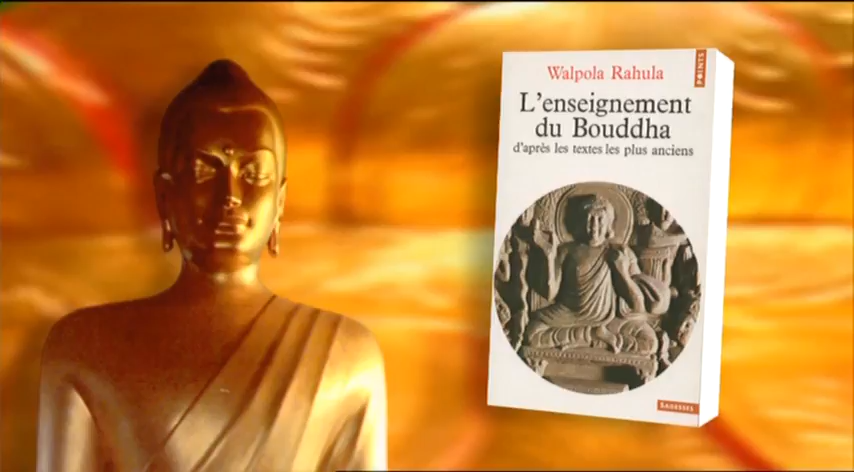 POINTS
Walpola Rahula
L'enseignement
du Bouddha
d'après les textes les plus anciens
SAGESSES